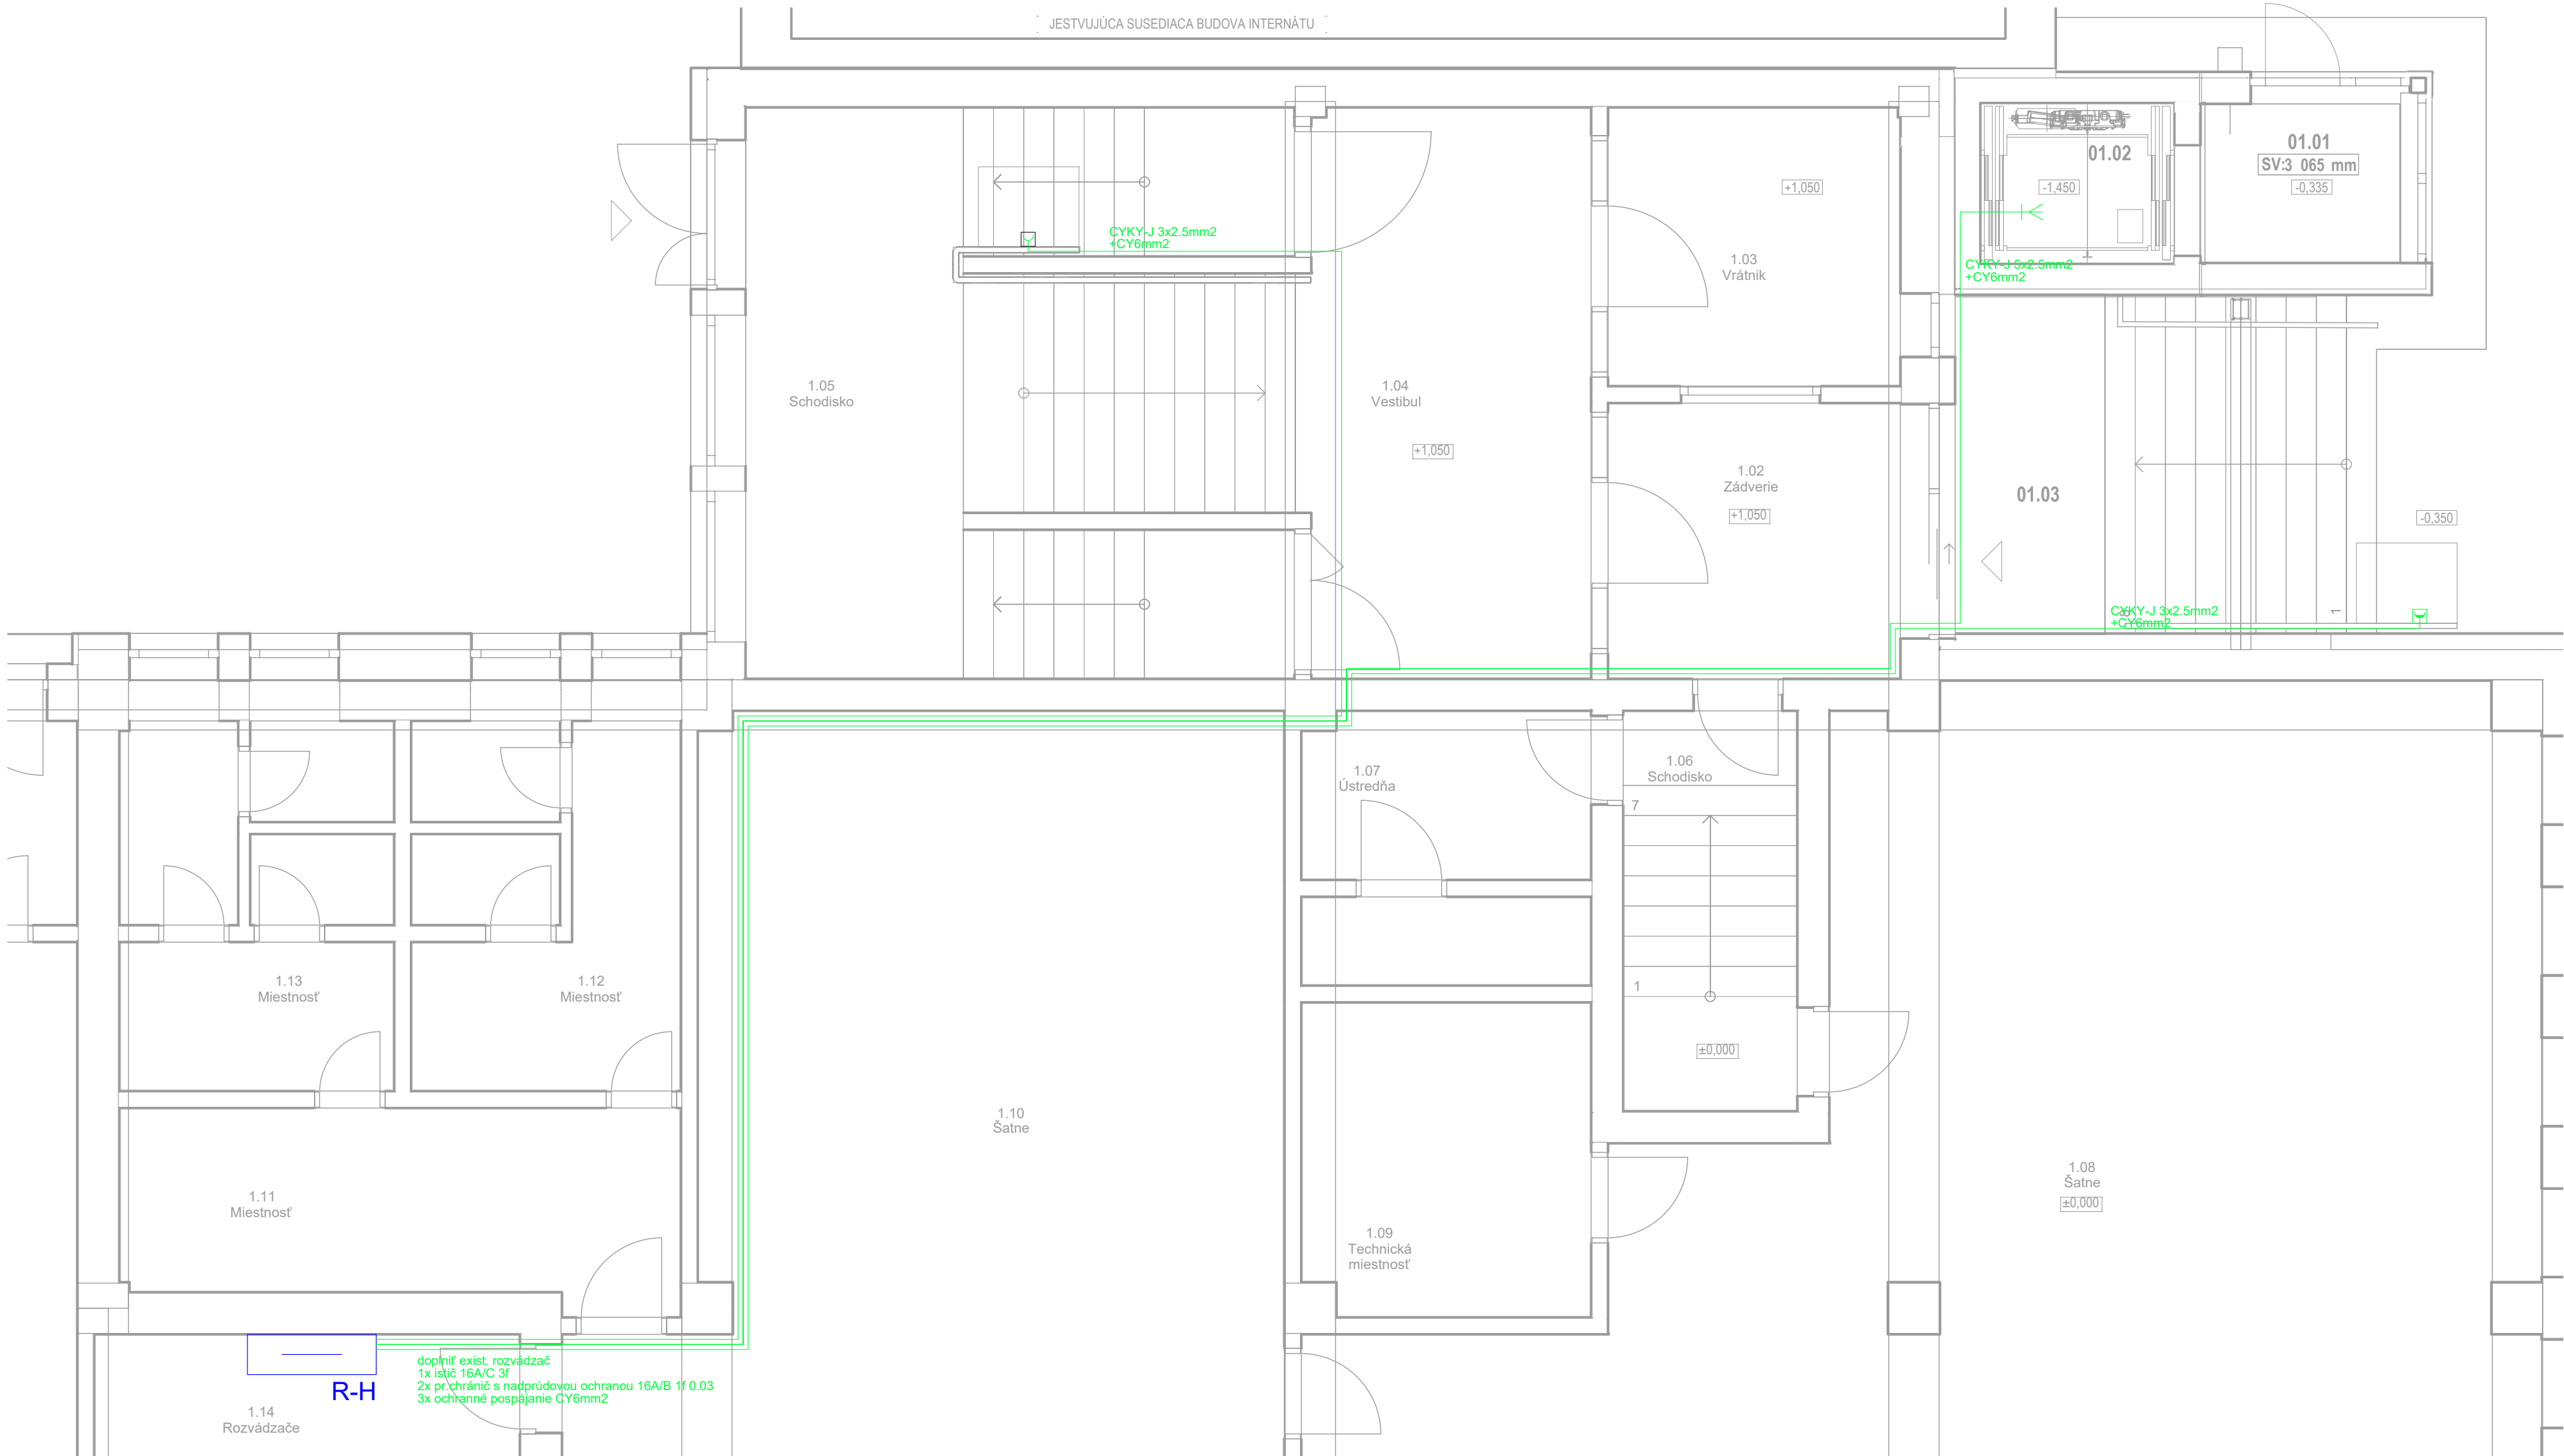 JESTVUJÚCA SUSEDIACA BUDOVA INTERNÁTU
01.01
SV:3 065 mm
-0,335
01.02
-1,450
+1,050
CYKY-J 3x2.5mm2
+CY6mm2
1.03
Vrátnik
CYKY-J 5x2.5mm2
+CY6mm2
1.05
Schodisko
1.04
Vestibul
+1,050
1.02
Zádverie
+1,050
01.03
-0,350
CYKY-J 3x2.5mm2
+CY6mm2
1
1.07
Ústredňa
1.06
Schodisko
7
1
±0,000
1.13
Miestnosť
1.12
Miestnosť
1.10
Šatne
1.11
Miestnosť
1.08
Šatne
±0,000
1.09
Technická
miestnosť
R-H
doplniť exist. rozvádzač
1x istič 16A/C 3f
2x pr.chránič s nadprúdovou ochranou 16A/B 1f 0.03
3x ochranné pospájanie CY6mm2
1.14
Rozvádzače